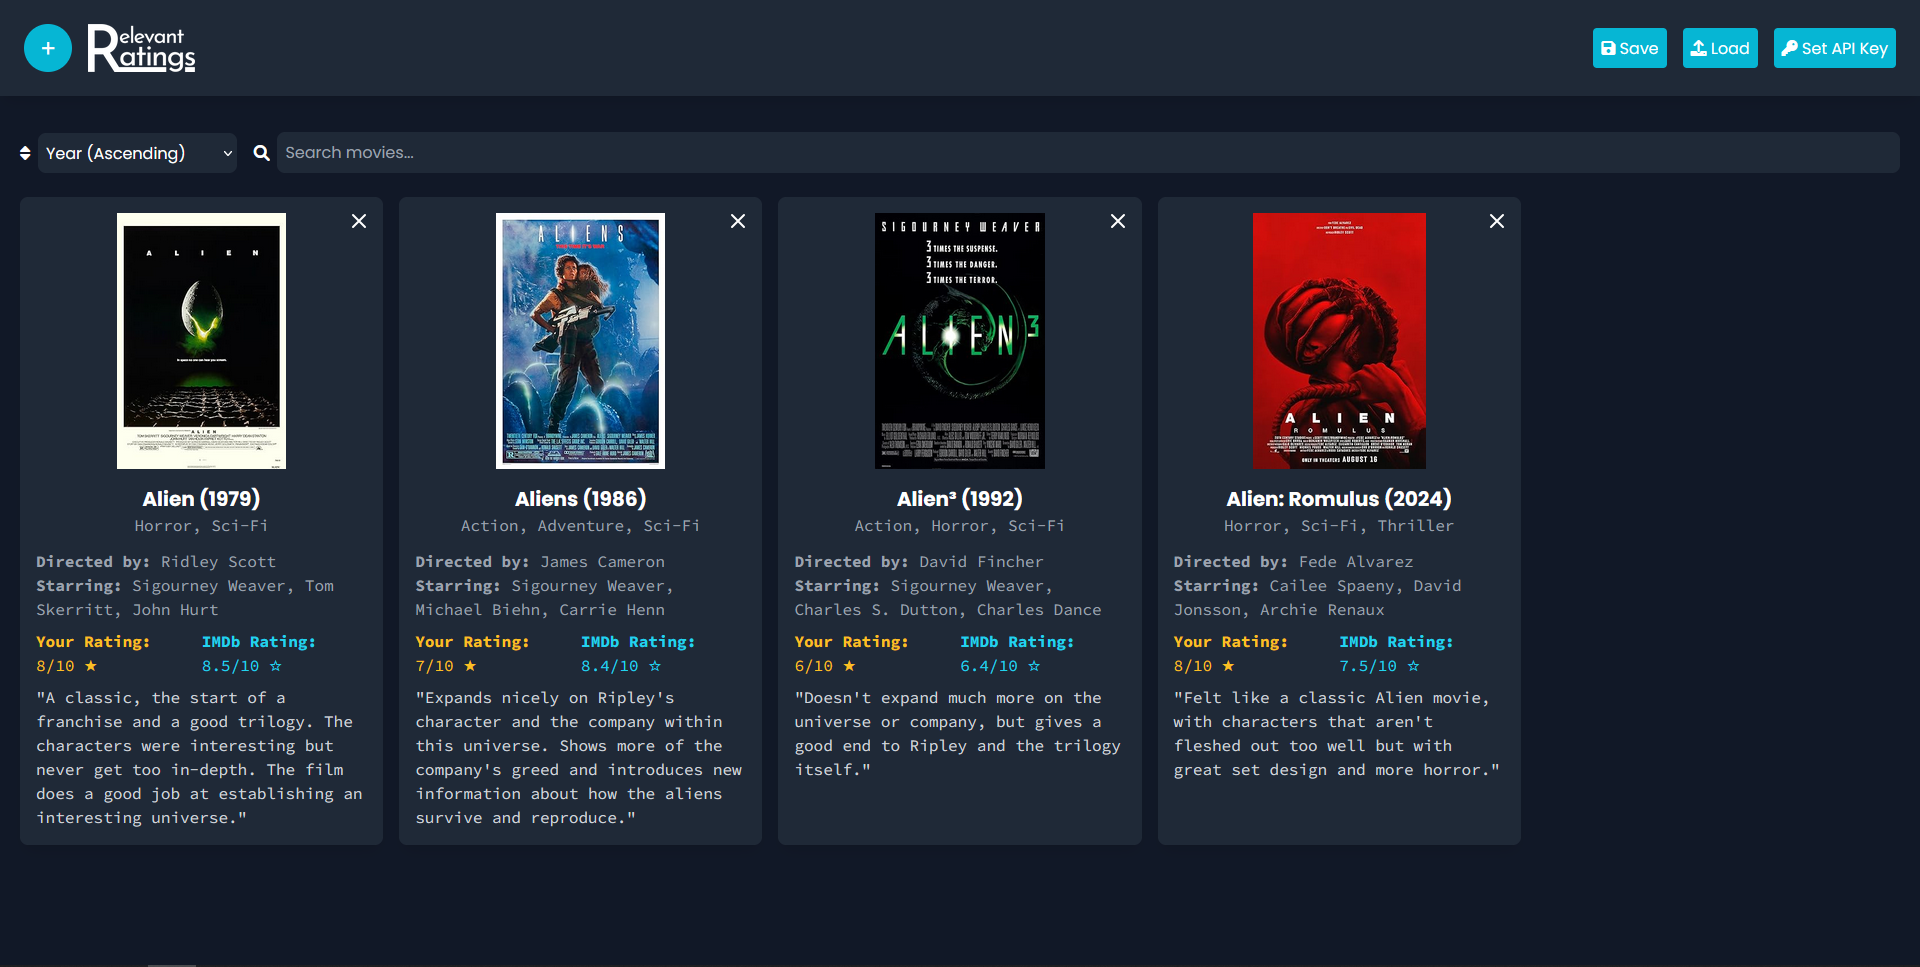 Relevant
Ratings
Save
Load
Set API Key
Year (Ascending)
Search movies...
ALIEN
In space no one can hear you scream.
ALIEN
Alien (1979)
Horror, Sci-Fi
Directed by: Ridley Scott
Starring: Sigourney Weaver, Tom
Skerritt, John Hurt
Your Rating:
8/10 ★
IMDb Rating:
8.5/10 ☆
"A classic, the start of a
franchise and a good trilogy. The
characters were interesting but
never get too in-depth. The film
does a good job at establishing an
interesting universe."
ALIENS
Aliens (1986)
Action, Adventure, Sci-Fi
Directed by: James Cameron
Starring: Sigourney Weaver,
Michael Biehn, Carrie Henn
Your Rating:
7/10 ★
IMDb Rating:
8.4/10 ☆
"Expands nicely on Ripley's
character and the company within
this universe. Shows more of the
company's greed and introduces new
information about how the aliens
survive and reproduce."
SIGOURNEY WEAVER
3 TIMES THE SUSPENSE.
3 TIMES THE DANGER.
3 TIMES THE TERROR.
ALIEN³
Alien³ (1992)
Action, Horror, Sci-Fi
Directed by: David Fincher
Starring: Sigourney Weaver,
Charles S. Dutton, Charles Dance
Your Rating:
6/10 ★
IMDb Rating:
6.4/10 ☆
"Doesn't expand much more on the
universe or company, but gives a
good end to Ripley and the trilogy
itself."
ALIEN
ROMULUS
ONLY IN THEATERS AUGUST 16
Alien: Romulus (2024)
Horror, Sci-Fi, Thriller
Directed by: Fede Alvarez
Starring: Cailee Spaeny, David
Jonsson, Archie Renaux
Your Rating:
8/10 ★
IMDb Rating:
7.5/10 ☆
"Felt like a classic Alien movie,
with characters that aren't
fleshed out too well but with
great set design and more horror."